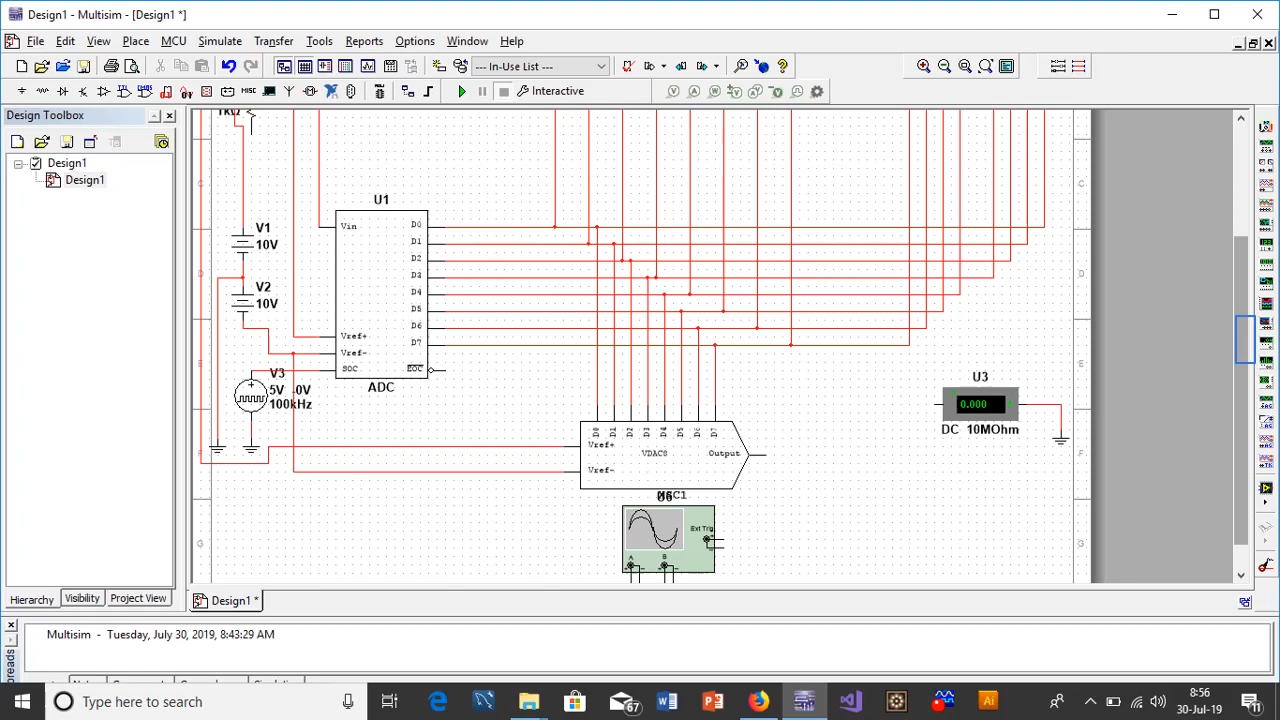 Design1 - Multisim - [Design1 *]
File Edit View Place MCU Simulate Transfer Tools Reports Options Window Help
--- In-Use List ---
MISC
Interactive
Design Toolbox
Design1
Design1
1kΩ
U1
Vin
D0
D1
D2
D3
D4
D5
D6
D7
Vref+
Vref-
SOC
EOC
ADC
V1
10V
V2
10V
V3
5V 0V
100kHz
U3
0.000
DC 10MOhm
D0 D1 D2 D3 D4 D5 D6 D7
Vref+
VDAC8
Output
Vref-
Ext Trig
A
B
C
D
E
F
G
C
D
E
F
G
Hierarchy Visibility Project View
Design1 *
Multisim - Tuesday, July 30, 2019, 8:43:29 AM
Type here to search
67
8:56
30-Jul-19
11